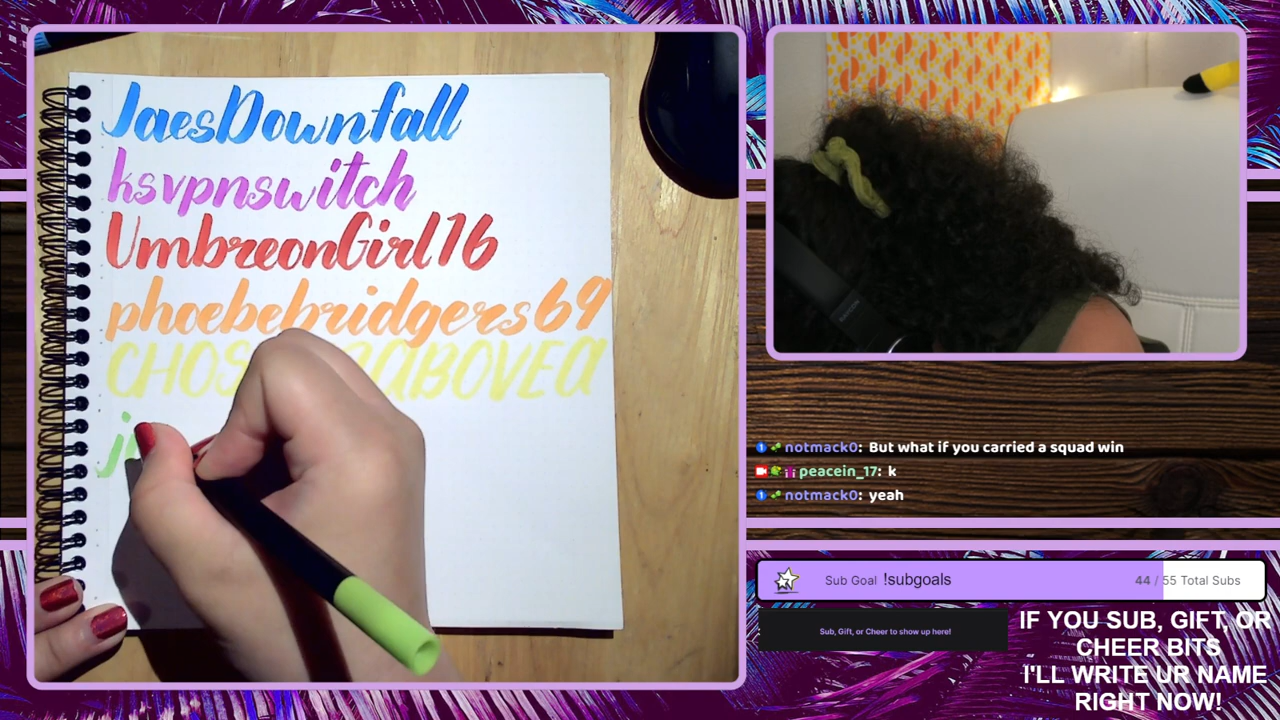 JaesDownfall
ksvpnswitch
UmbreonGirl16
phoebebridgers69
notmack0: But what if you carried a squad win
peacein_17: k
notmack0: yeah
Sub Goal !subgoals 44 / 55 Total Subs
Sub, Gift, or Cheer to show up here!
IF YOU SUB, GIFT, OR
CHEER BITS
I'LL WRITE UR NAME
RIGHT NOW!